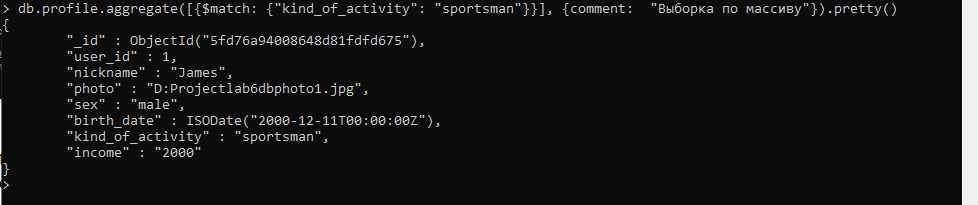 > db.profile.aggregate([{$match: {"kind_of_activity": "sportsman"}}], {comment:  "Выборка по массиву"}).pretty()
{
        "_id" : ObjectId("5fd76a94008648d81fdfd675"),
        "user_id" : 1,
        "nickname" : "James",
        "photo" : "D:Projectlab6dbphoto1.jpg",
        "sex" : "male",
        "birth_date" : ISODate("2000-12-11T00:00:00Z"),
        "kind_of_activity" : "sportsman",
        "income" : "2000"
}
>